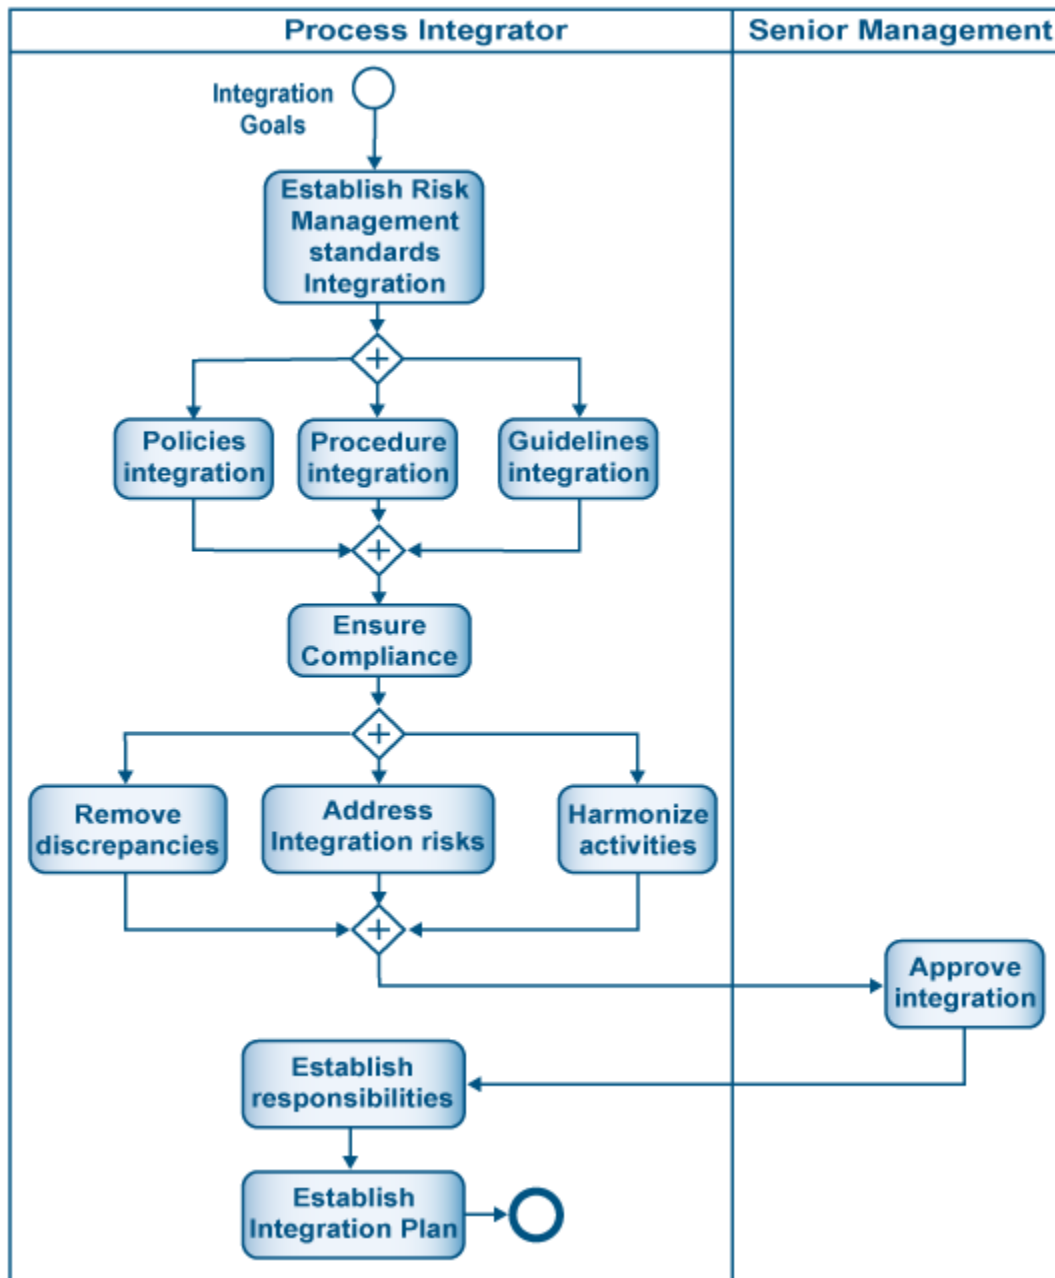 Process Integrator
Senior Management
Integration
Goals
Establish Risk
Management
standards
Integration
Policies
integration
Procedure
integration
Guidelines
integration
Ensure
Compliance
Remove
discrepancies
Address
Integration risks
Harmonize
activities
Approve
integration
Establish
responsibilities
Establish
Integration Plan